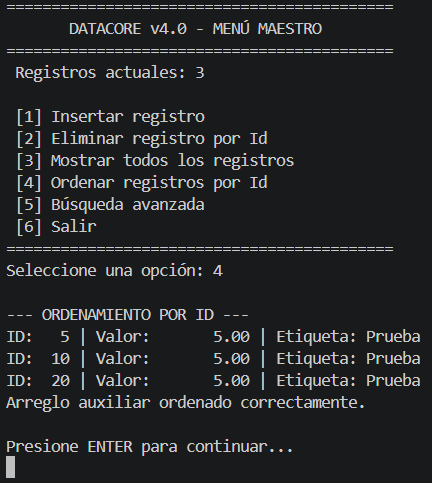 ===========================================
DATACORE v4.0 - MENÚ MAESTRO
===========================================
Registros actuales: 3
[1] Insertar registro
[2] Eliminar registro por Id
[3] Mostrar todos los registros
[4] Ordenar registros por Id
[5] Búsqueda avanzada
[6] Salir
===========================================
Seleccione una opción: 4
--- ORDENAMIENTO POR ID ---
ID:   5 | Valor:       5.00 | Etiqueta: Prueba
ID:  10 | Valor:       5.00 | Etiqueta: Prueba
ID:  20 | Valor:       5.00 | Etiqueta: Prueba
Arreglo auxiliar ordenado correctamente.
Presione ENTER para continuar...